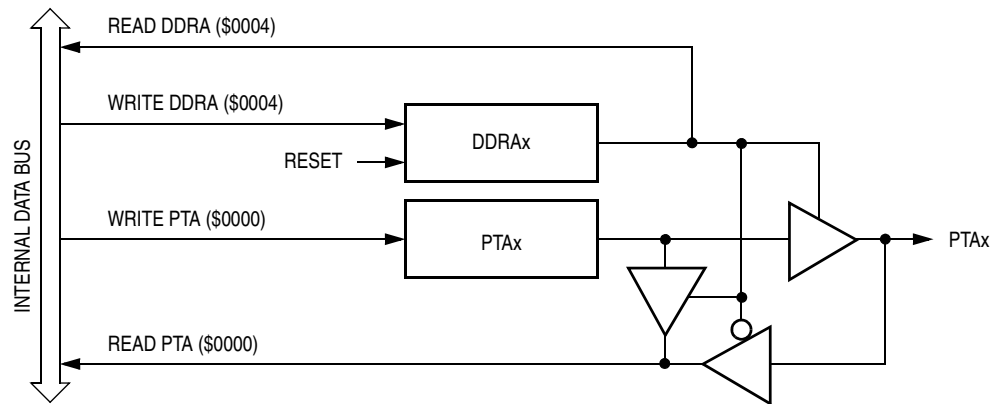 READ DDRA ($0004)
WRITE DDRA ($0004)
DDRAx
RESET
INTERNAL DATA BUS
WRITE PTA ($0000)
PTAx
PTAx
READ PTA ($0000)